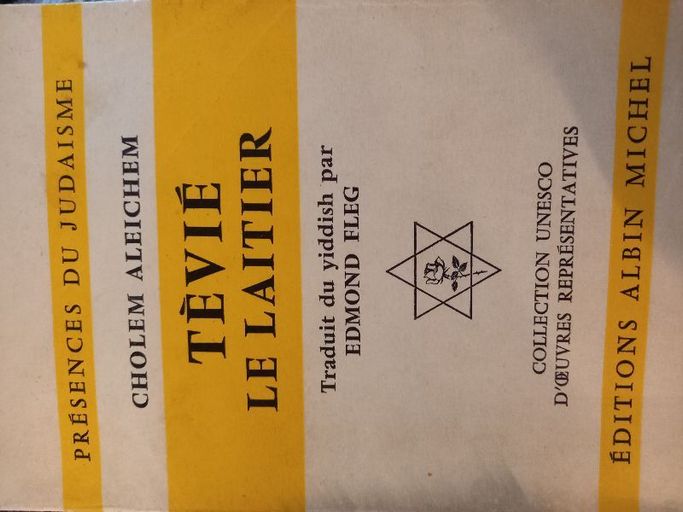 PRÉSENCES DU JUDAISME
CHOLEM ALEICHEM
TÈVIÉ
LE LAITIER
Traduit du yiddish par
EDMOND FLEG
COLLECTION UNESCO
D'ŒUVRES REPRÉSENTATIVES
ÉDITIONS ALBIN MICHEL